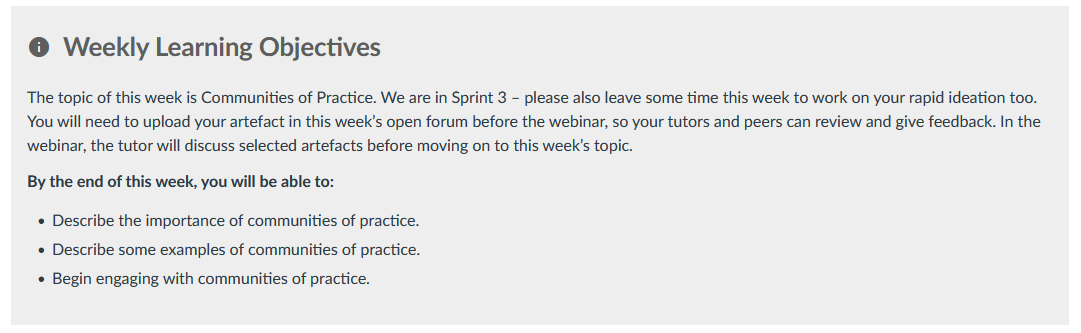 Weekly Learning Objectives
The topic of this week is Communities of Practice. We are in Sprint 3 – please also leave some time this week to work on your rapid ideation too.
You will need to upload your artefact in this week's open forum before the webinar, so your tutors and peers can review and give feedback. In the
webinar, the tutor will discuss selected artefacts before moving on to this week's topic.
By the end of this week, you will be able to:
• Describe the importance of communities of practice.
• Describe some examples of communities of practice.
• Begin engaging with communities of practice.